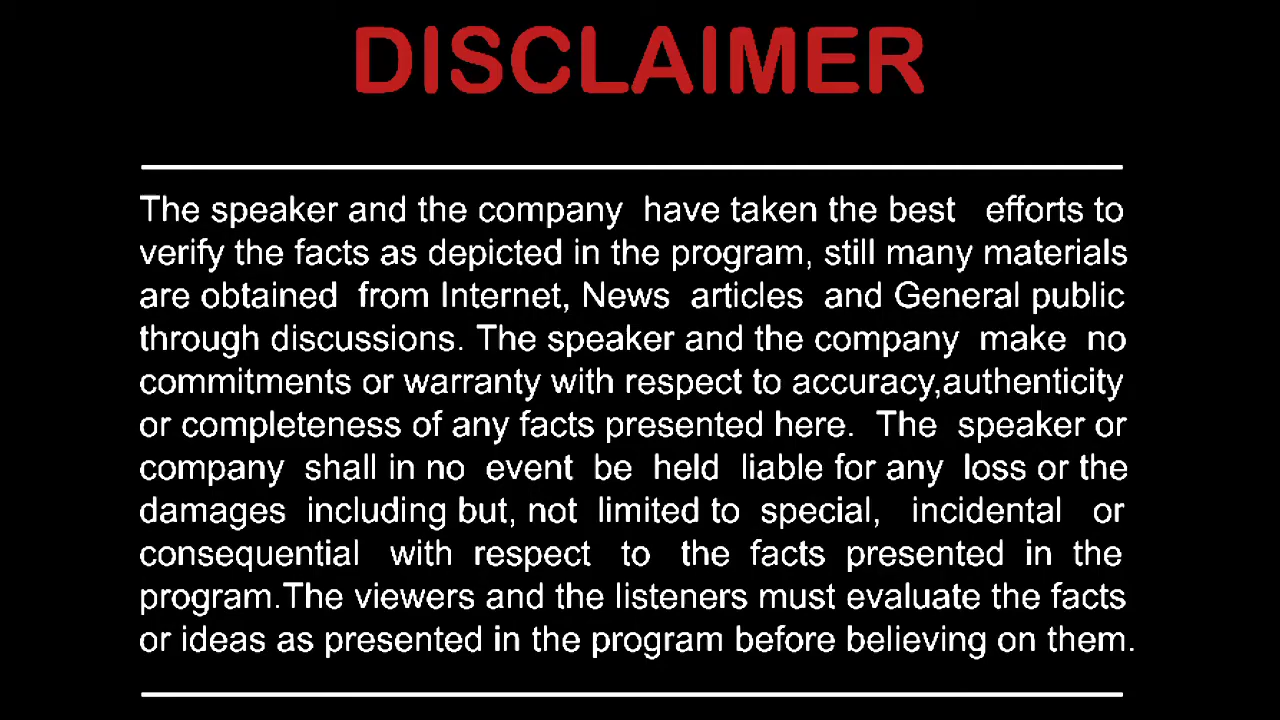 DISCLAIMER
The speaker and the company have taken the best efforts to
verify the facts as depicted in the program, still many materials
are obtained from Internet, News articles and General public
through discussions. The speaker and the company make no
commitments or warranty with respect to accuracy,authenticity
or completeness of any facts presented here. The speaker or
company shall in no event be held liable for any loss or the
damages including but, not limited to special, incidental or
consequential with respect to the facts presented in the
program.The viewers and the listeners must evaluate the facts
or ideas as presented in the program before believing on them.